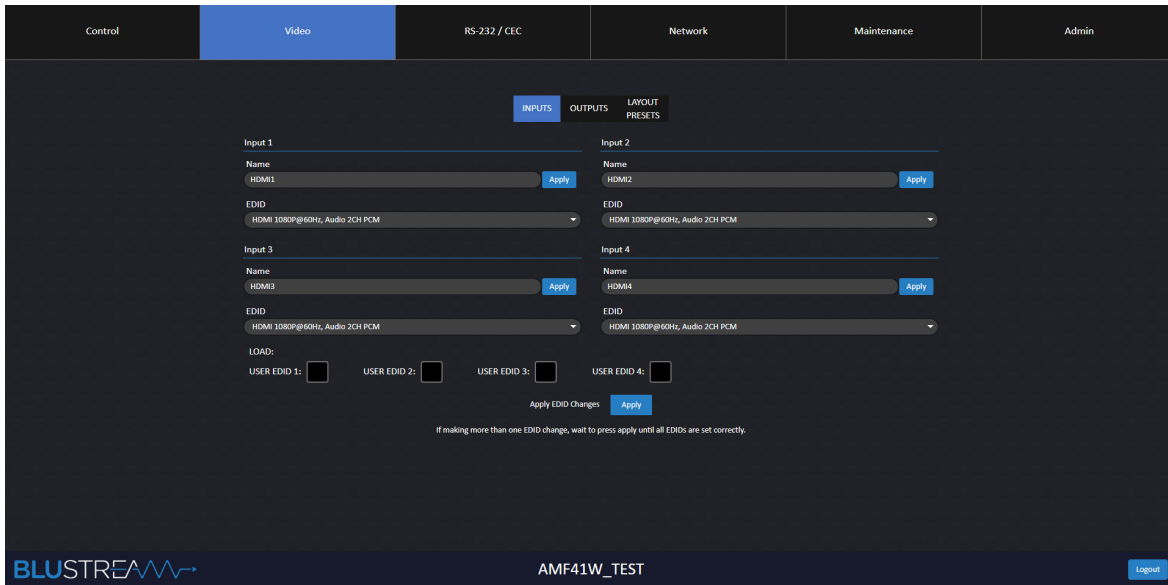 Control Video RS-232 / CEC Network Maintenance Admin
INPUTS OUTPUTS LAYOUT PRESETS
Input 1 Input 2
Name Name
HDMI1 Apply HDMI2 Apply
EDID EDID
HDMI 1080P@60Hz, Audio 2CH PCM HDMI 1080P@60Hz, Audio 2CH PCM
Input 3 Input 4
Name Name
HDMI3 Apply HDMI4 Apply
EDID EDID
HDMI 1080P@60Hz, Audio 2CH PCM HDMI 1080P@60Hz, Audio 2CH PCM
LOAD:
USER EDID 1: USER EDID 2: USER EDID 3: USER EDID 4:
Apply EDID Changes Apply
If making more than one EDID change, wait to press apply until all EDIDs are set correctly.
BLUSTREAM AMF41W_TEST Logout